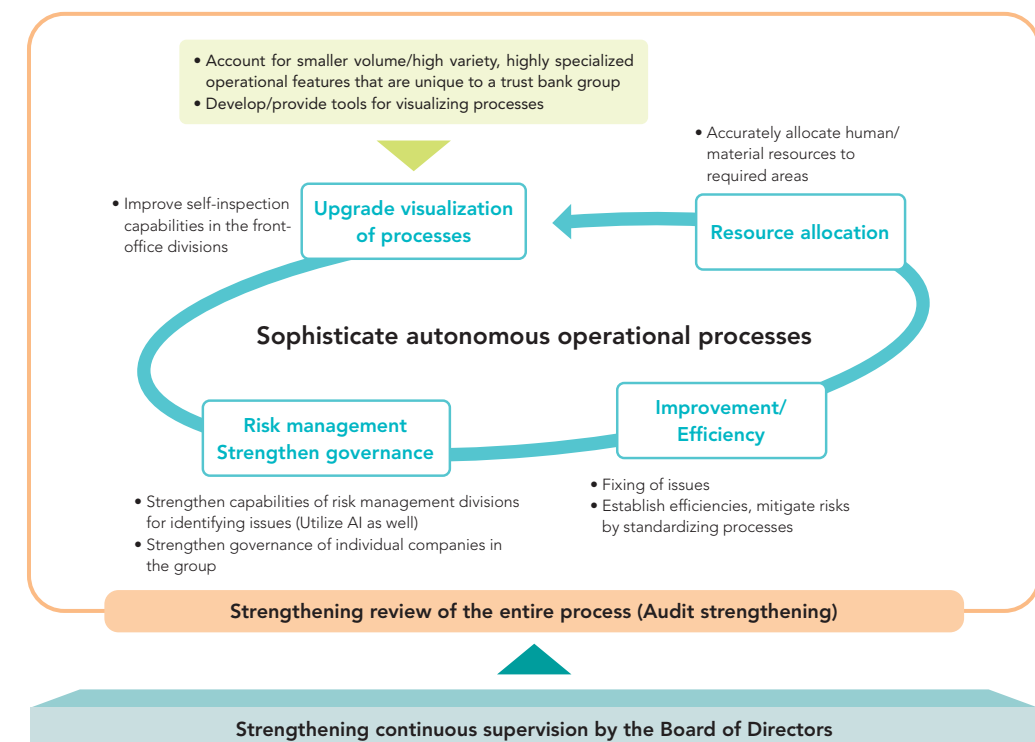 • Account for smaller volume/high variety, highly specialized
operational features that are unique to a trust bank group
• Develop/provide tools for visualizing processes
• Accurately allocate human/
material resources to
required areas
• Improve self-inspection
capabilities in the front-
office divisions
Upgrade visualization
of processes
Resource allocation
Sophisticate autonomous operational processes
Risk management
Strengthen governance
Improvement/
Efficiency
• Strengthen capabilities of risk management divisions
for identifying issues (Utilize AI as well)
• Strengthen governance of individual companies in
the group
• Fixing of issues
• Establish efficiencies, mitigate risks
by standardizing processes
Strengthening review of the entire process (Audit strengthening)
Strengthening continuous supervision by the Board of Directors